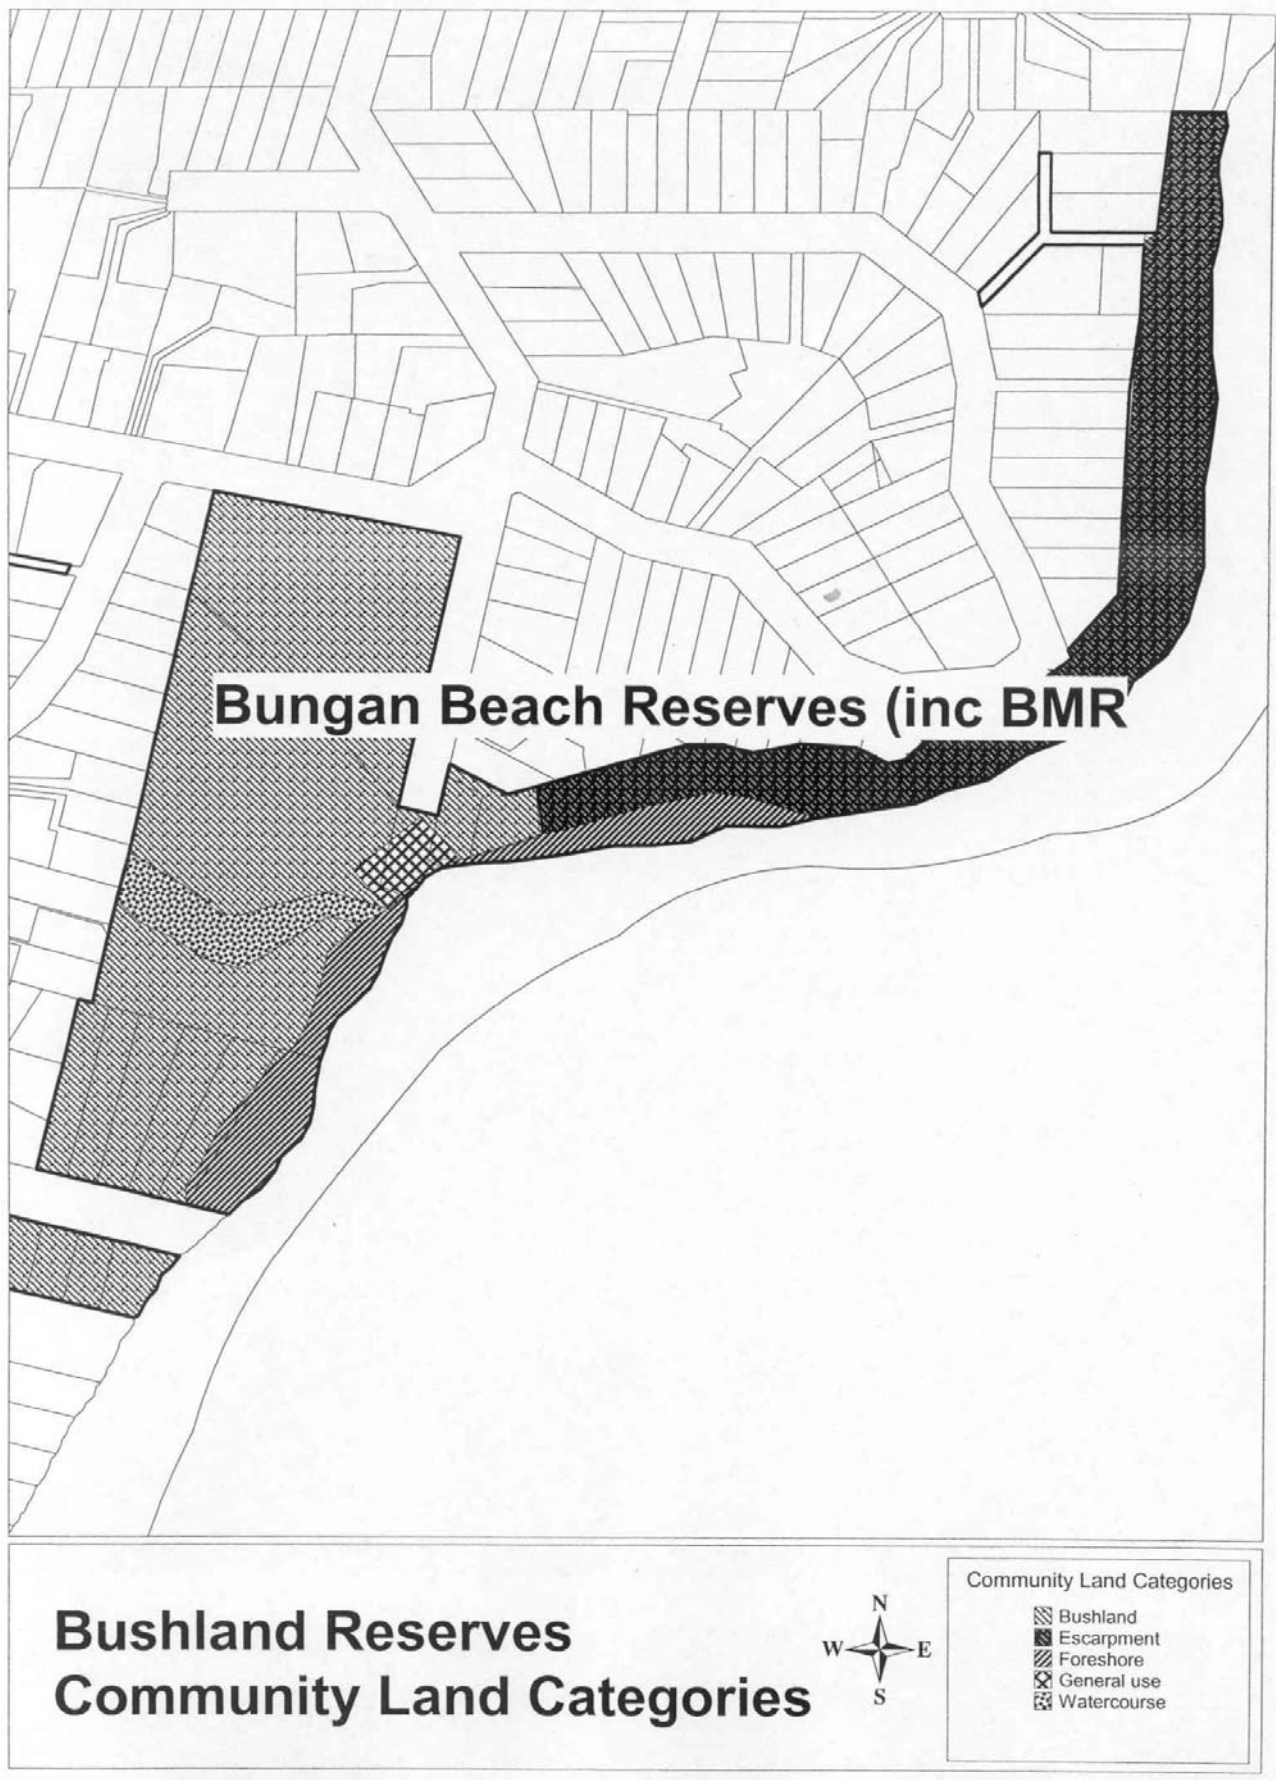 Bungan Beach Reserves (inc BMR
Bushland Reserves
Community Land Categories
N
W
E
S
Community Land Categories
Bushland
Escarpment
Foreshore
General use
Watercourse